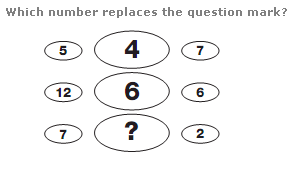 Which number replaces the question mark?
5 4 7
12 6 6
7 ? 2